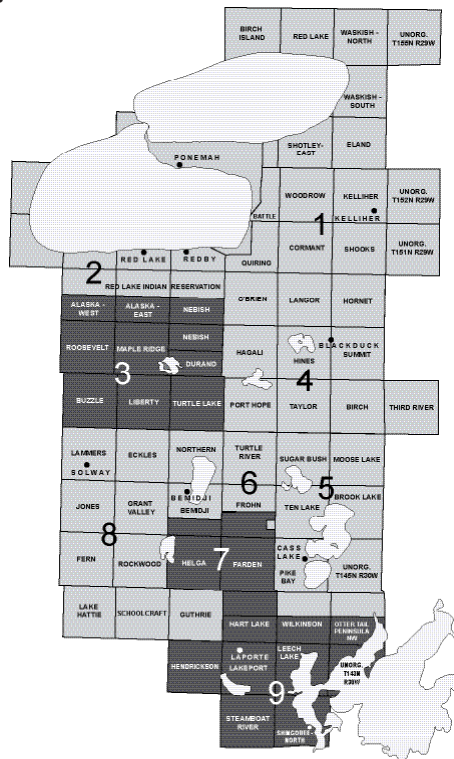 BIRCH
ISLAND
RED LAKE
WASKISH -
NORTH
UNORG.
T155N R29W
WASKISH -
SOUTH
SHOTLEY-
EAST
ELAND
PONEMAH
WOODROW
KELLIHER
UNORG.
T152N R29W
BATTLE
1
KELLIHER
CORMANT
SHOOKS
UNORG.
T151N R29W
RED LAKE
REDBY
QUIRING
2
RED LAKE INDIAN RESERVATION
O'BRIEN
LANGOR
HORNET
ALASKA -
WEST
ALASKA -
EAST
NEBISH
ROOSEVELT
MAPLE RIDGE
NEBISH
DURAND
HAGALI
HINES
BLACKDUCK
SUMMIT
3
4
BUZZLE
LIBERTY
TURTLE LAKE
PORT HOPE
TAYLOR
BIRCH
THIRD RIVER
LAMMERS
SOLWAY
ECKLES
NORTHERN
TURTLE
RIVER
SUGAR BUSH
MOOSE LAKE
BEMIDJI
6
5
BROOK LAKE
JONES
GRANT
VALLEY
BEMIDJI
FROHN
TEN LAKE
8
7
CASS
LAKE
FERN
ROCKWOOD
HELGA
FARDEN
PIKE
BAY
UNORG.
T145N R30W
LAKE
HATTIE
SCHOOLCRAFT
GUTHRIE
HART LAKE
WILKINSON
OTTER TAIL
PENINSULA
NW
LAPORTE
LEECH
LAKE
HENDRICKSON
LAKEPORT
UNORG.
T143N
R30W
9
STEAMBOAT
RIVER
SHINGOBEE-
NORTH